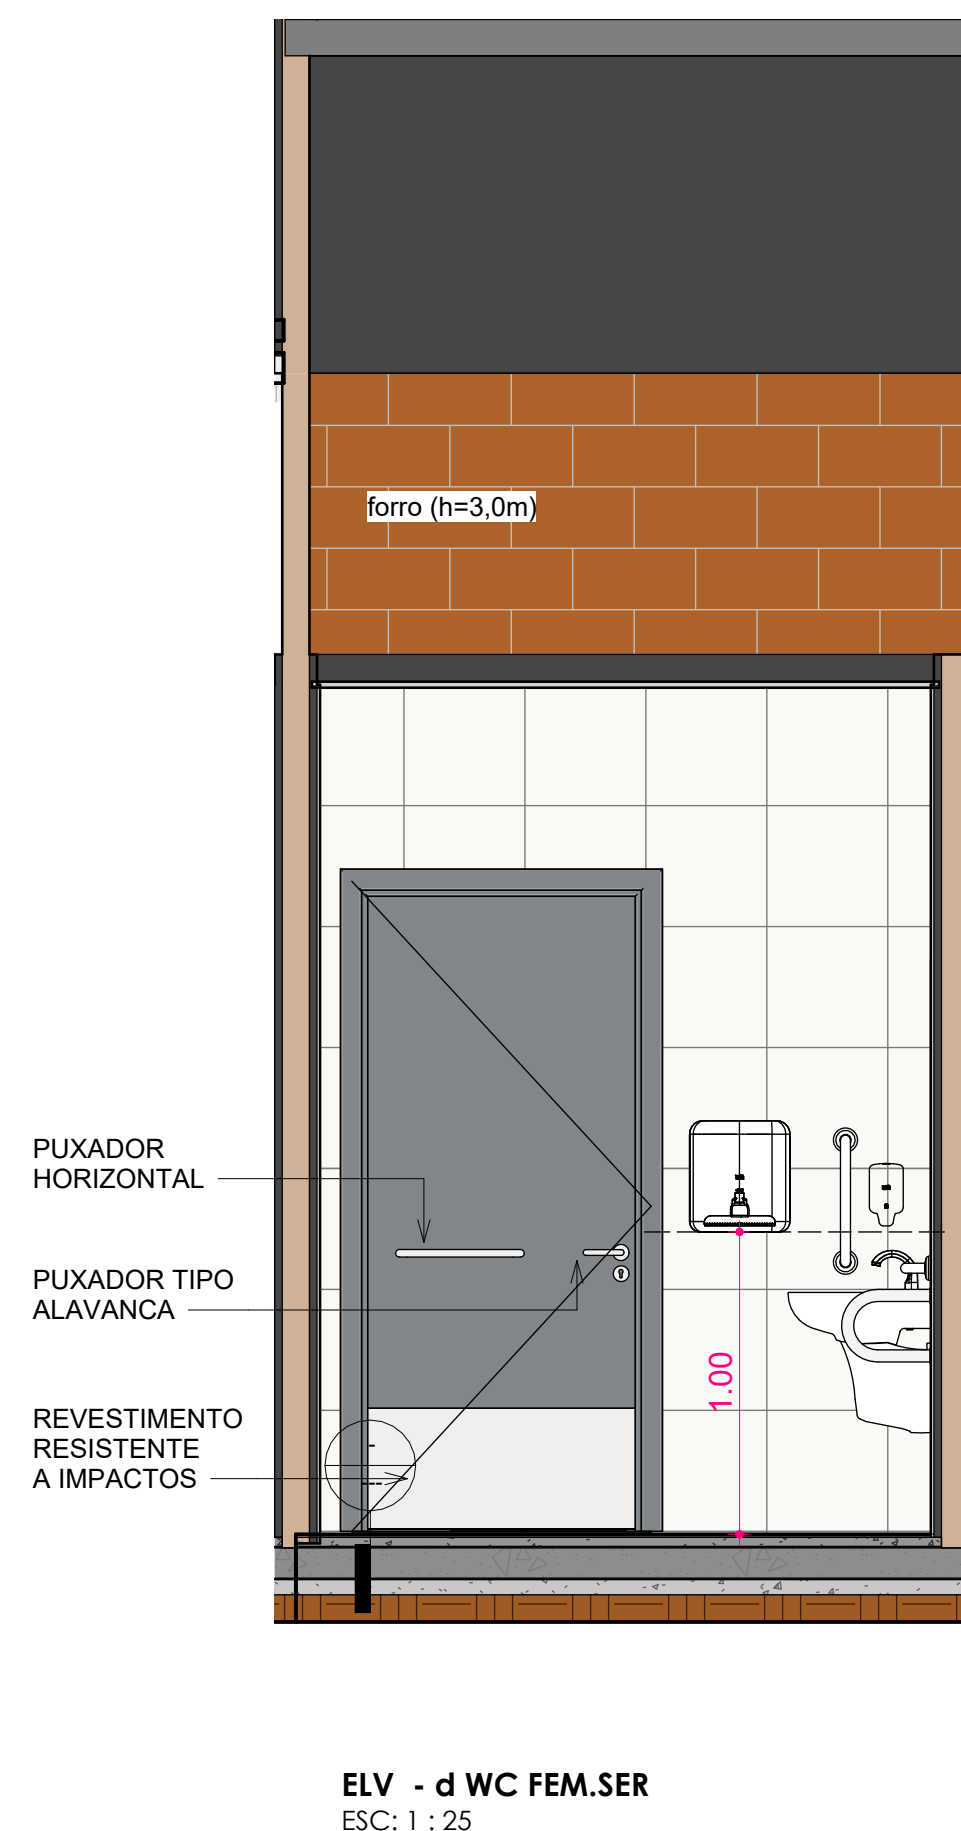 forro (h=3,0m)
PUXADOR
HORIZONTAL
PUXADOR TIPO
ALAVANCA
1.00
REVESTIMENTO
RESISTENTE
A IMPACTOS
ELV - d WC FEM.SER
ESC: 1 : 25